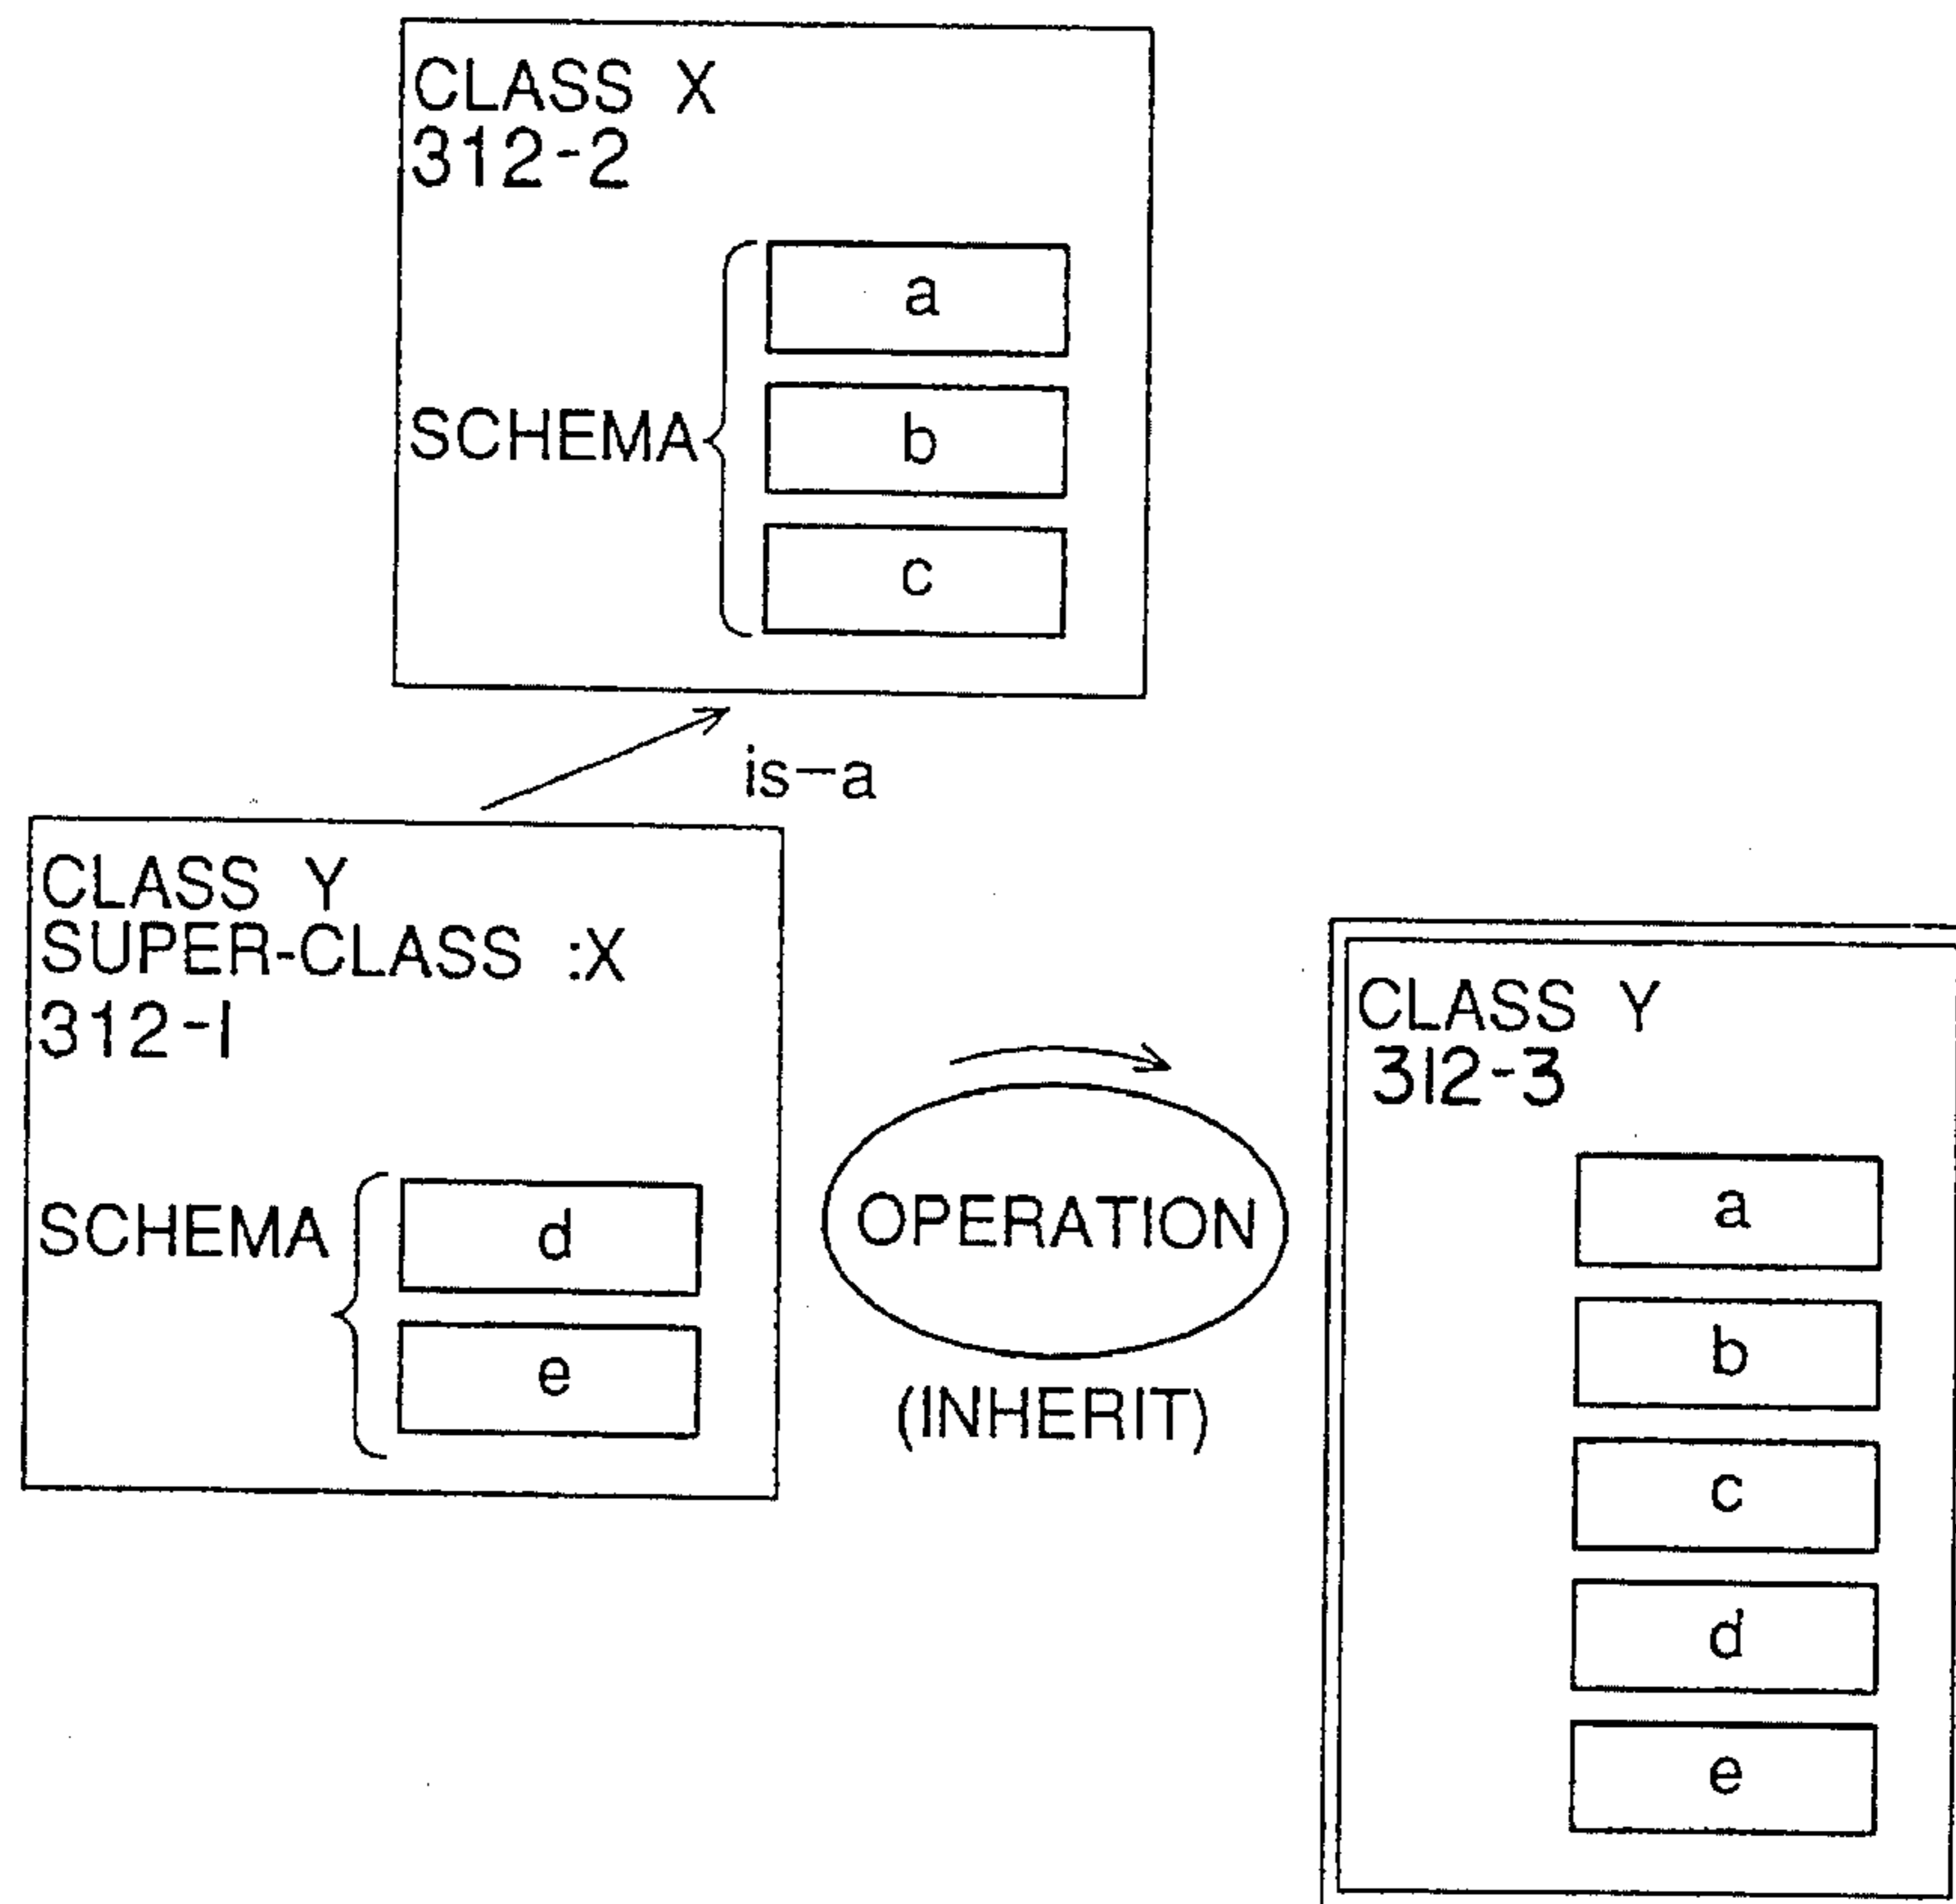 CLASS X
312-2
a
SCHEMA
b
c
is-a
CLASS Y
SUPER-CLASS :X
312-1
SCHEMA
d
e
OPERATION
(INHERIT)
CLASS Y
312-3
a
b
c
d
e